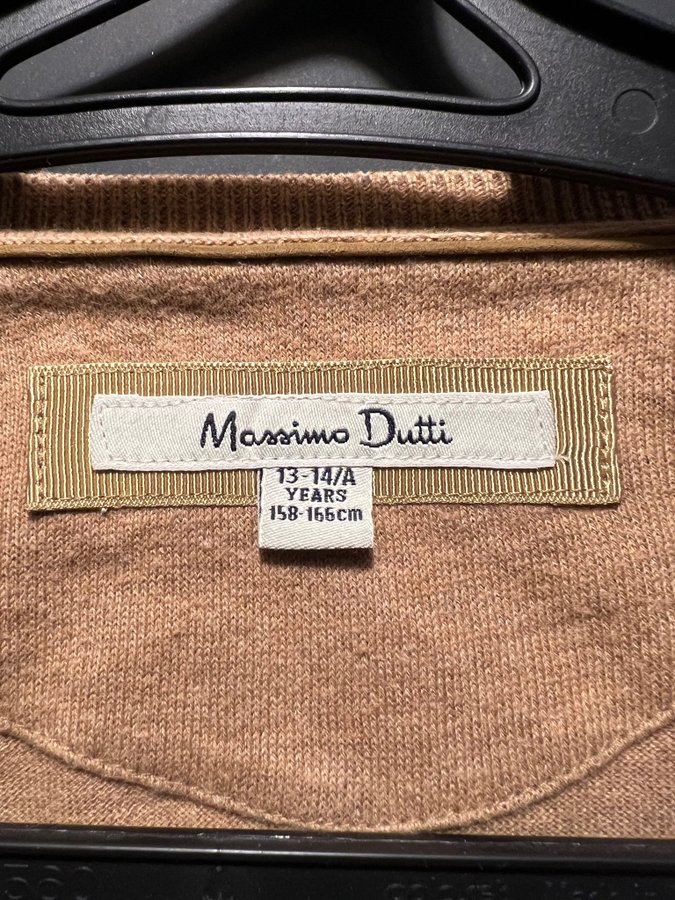 Massimo Dutti
13-14/A
YEARS
158-166cm